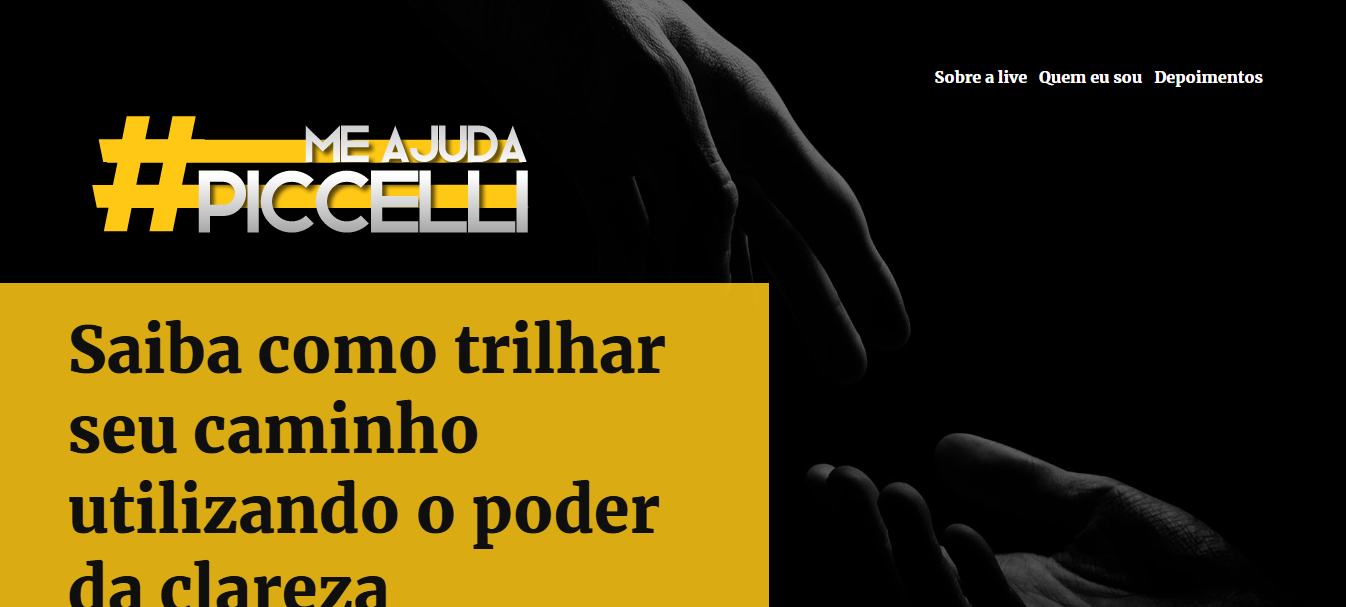 Sobre a live Quem eu sou Depoimentos
#ME AJUDA
PICCELLI
Saiba como trilhar
seu caminho
utilizando o poder
da clareza